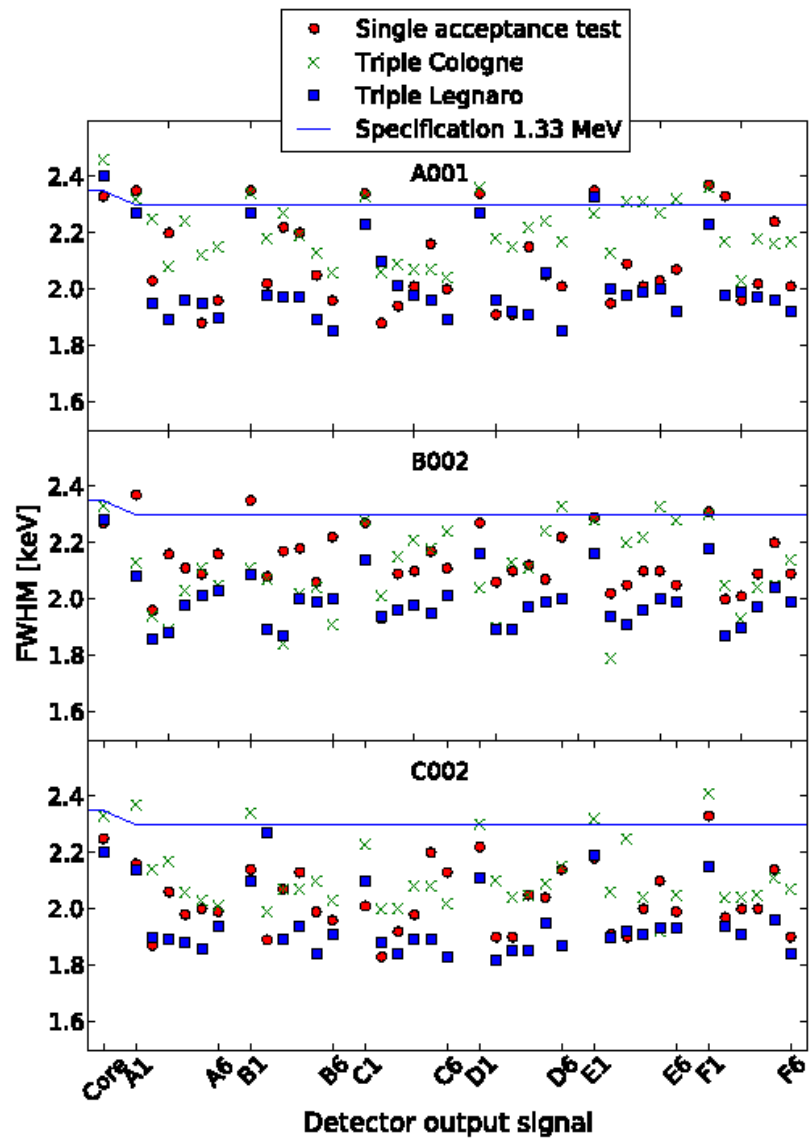 Single acceptance test
Triple Cologne
Triple Legnaro
Specification 1.33 MeV
A001
2.4
2.2
2.0
1.8
1.6
B002
2.4
2.2
2.0
1.8
1.6
FWHM [keV]
C002
2.4
2.2
2.0
1.8
1.6
Core A1 A6 B1 B6 C1 C6 D1 D6 E1 E6 F1 F6
Detector output signal